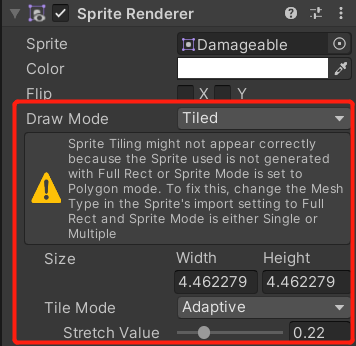 Sprite Renderer
Sprite Damageable
Color
Flip X Y
Draw Mode Tiled
Sprite Tiling might not appear correctly
because the Sprite used is not generated
with Full Rect or Sprite Mode is set to
Polygon mode. To fix this, change the Mesh
Type in the Sprite's import setting to Full
Rect and Sprite Mode is either Single or
Multiple
Size Width Height
4.462279 4.462279
Tile Mode Adaptive
Stretch Value 0.22